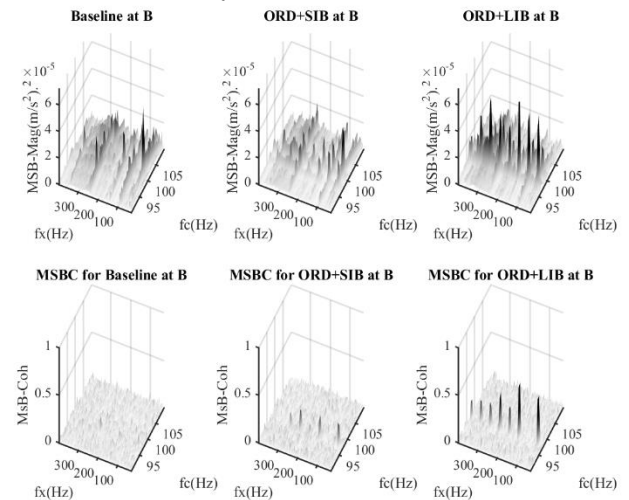 Baseline at B
ORD+SIB at B
ORD+LIB at B
MSB-Mag(m/s²).² ×10⁻⁵
6
4
2
0
300
200
100
fx(Hz)
105
100
95
fc(Hz)
MSB-Mag(m/s²).² ×10⁻⁵
6
4
2
0
300
200
100
fx(Hz)
105
100
95
fc(Hz)
MSB-Mag(m/s²).² ×10⁻⁵
6
4
2
0
300
200
100
fx(Hz)
105
100
95
fc(Hz)
MSBC for Baseline at B
MSBC for ORD+SIB at B
MSBC for ORD+LIB at B
MsB-Coh
1
0.5
0
300
200
100
fx(Hz)
105
100
95
fc(Hz)
MsB-Coh
1
0.5
0
300
200
100
fx(Hz)
105
100
95
fc(Hz)
MsB-Coh
1
0.5
0
300
200
100
fx(Hz)
105
100
95
fc(Hz)